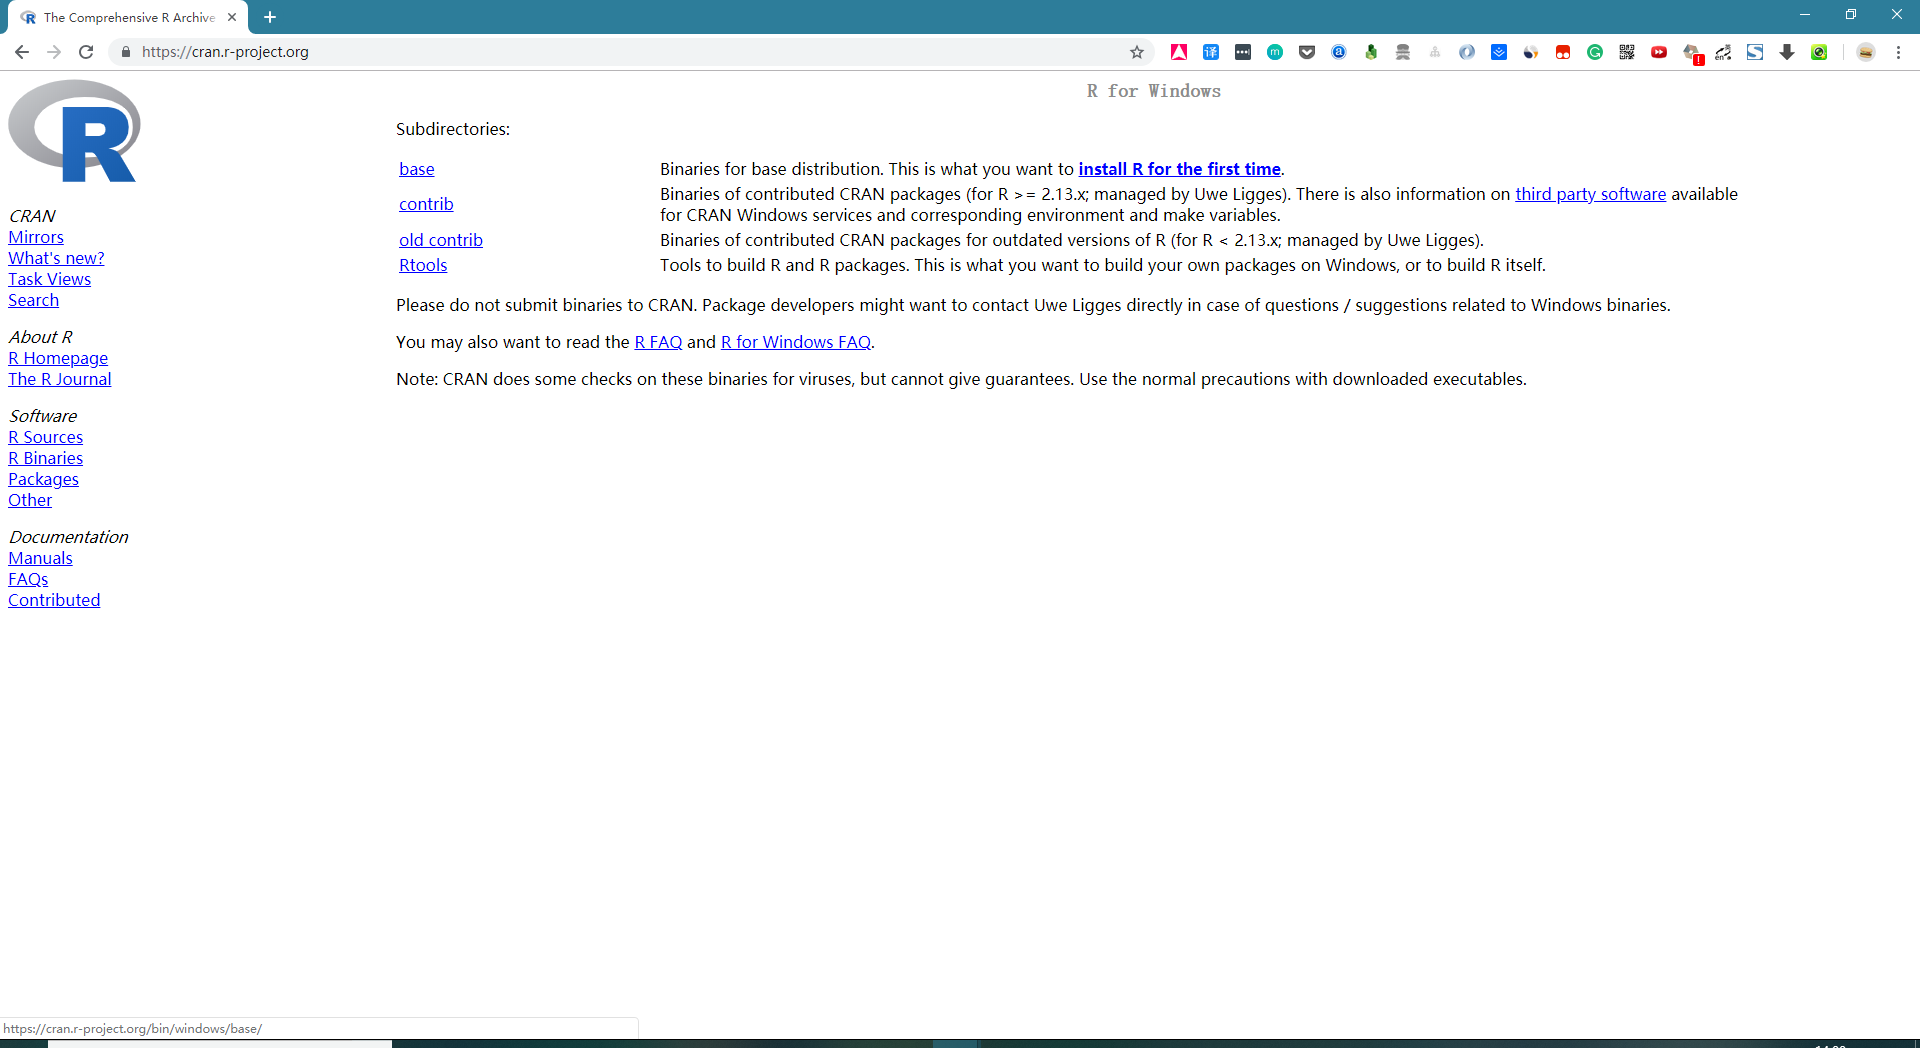 The Comprehensive R Archive
https://cran.r-project.org
R
CRAN
Mirrors
What's new?
Task Views
Search
About R
R Homepage
The R Journal
Software
R Sources
R Binaries
Packages
Other
Documentation
Manuals
FAQs
Contributed
R for Windows
Subdirectories:
base
Binaries for base distribution. This is what you want to install R for the first time.
contrib
Binaries of contributed CRAN packages (for R >= 2.13.x; managed by Uwe Ligges). There is also information on third party software available
for CRAN Windows services and corresponding environment and make variables.
old contrib
Binaries of contributed CRAN packages for outdated versions of R (for R < 2.13.x; managed by Uwe Ligges).
Rtools
Tools to build R and R packages. This is what you want to build your own packages on Windows, or to build R itself.
Please do not submit binaries to CRAN. Package developers might want to contact Uwe Ligges directly in case of questions / suggestions related to Windows binaries.
You may also want to read the R FAQ and R for Windows FAQ.
Note: CRAN does some checks on these binaries for viruses, but cannot give guarantees. Use the normal precautions with downloaded executables.
https://cran.r-project.org/bin/windows/base/